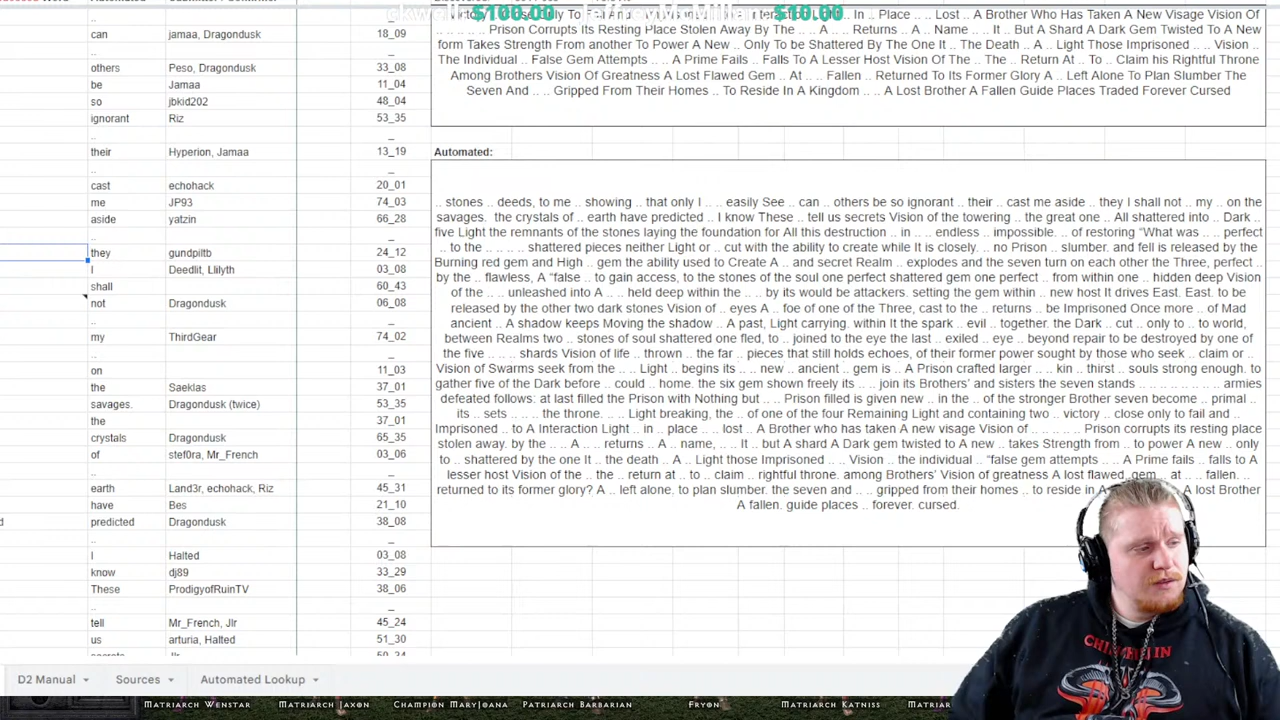 $100.00 $10.00
Place .. .. Lost .. A Brother Who Has Taken A New Visage Vision Of
.. .. .. .. .. Prison Corrupts Its Resting Place Stolen Away By The .. .. A .. Returns .. A .. Name .. .. It .. But A Shard A Dark Gem Twisted To A New
form Takes Strength From another To Power A New .. Only To be Shattered By The One It .. The Death .. A .. Light Those Imprisoned .. .. Vision ..
The Individual .. False Gem Attempts .. .. A Prime Fails .. Falls To A Lesser Host Vision Of The .. The .. Return At .. To .. Claim his Rightful Throne
Among Brothers Vision Of Greatness A Lost Flawed Gem .. At .. .. Fallen .. Returned To Its Former Glory A .. Left Alone To Plan Slumber The
Seven And .. .. Gripped From Their Homes .. To Reside In A Kingdom .. .. A Lost Brother A Fallen Guide Places Traded Forever Cursed
Automated:
.. stones .. deeds, to me .. showing .. that only I .. .. easily See .. can .. others be so ignorant .. their .. cast me aside .. they I shall not .. my .. on the
savages. the crystals of .. earth have predicted .. I know These .. tell us secrets Vision of the towering .. the great one .. All shattered into .. Dark ..
five Light the remnants of the stones laying the foundation for All this destruction .. in .. .. endless .. impossible. .. of restoring “What was .. .. perfect
.. to the .. .. .. .. shattered pieces neither Light or .. cut with the ability to create while It is closely. .. no Prison .. slumber. and fell is released by the
Burning red gem and High .. gem the ability used to Create A .. and secret Realm .. explodes and the seven turn on each other the Three, perfect ..
by the .. flawless, A “false .. to gain access, to the stones of the soul one perfect shattered gem one perfect .. from within one .. hidden deep Vision
of the .. .. unleashed into A .. .. held deep within the .. .. by its would be attackers. setting the gem within .. new host It drives East. East. to be
released by the other two dark stones Vision of .. eyes A .. foe of one of the Three, cast to the .. returns .. be Imprisoned Once more .. of Mad
ancient .. A shadow keeps Moving the shadow .. A past, Light carrying. within It the spark .. evil .. together. the Dark .. cut .. only to .. to world,
between Realms two .. stones of soul shattered one fled, to .. joined to the eye the last .. exiled .. eye .. beyond repair to be destroyed by one of
the five .. .. shards Vision of life .. thrown .. the far .. pieces that still holds echoes, of their former power sought by those who seek .. claim or ..
Vision of Swarms seek from the .. .. Light .. begins its .. new .. ancient .. gem is .. A Prison crafted larger .. .. kin .. thirst .. souls strong enough. to
gather five of the Dark before .. could .. home. the six gem shown freely its .. .. join its Brothers’ and sisters the seven stands .. .. .. .. .. .. armies
defeated follows: at last filled the Prison with Nothing but .. .. Prison filled is given new .. in the .. of the stronger Brother seven become .. primal ..
its .. sets .. .. the throne. .. .. Light breaking, the .. of one of the four Remaining Light and containing two .. victory .. close only to fail and ..
Imprisoned .. to A Interaction Light .. in .. place .. .. lost .. A Brother who has taken A new visage Vision of .. .. .. .. .. Prison corrupts its resting place
stolen away. by the .. .. A .. .. returns .. A .. name, .. .. It .. but A shard A Dark gem twisted to A new .. takes Strength from .. to power A new .. only
to .. shattered by the one It .. the death .. A .. Light those Imprisoned .. .. Vision .. the individual .. “false gem attempts .. .. A Prime fails .. falls to A
lesser host Vision of the .. the .. return at .. to .. claim .. rightful throne. among Brothers’ Vision of greatness A lost flawed gem .. at .. .. fallen. ..
returned to its former glory? A .. left alone, to plan slumber. the seven and .. .. gripped from their homes .. to reside in A .. A lost Brother
A fallen. guide places .. forever. cursed.
can jamaa, Dragondusk 18_09
others Peso, Dragondusk 33_08
be Jamaa 11_04
so jbkid202 48_04
ignorant Riz 53_35
their Hyperion, Jamaa 13_19
cast echohack 20_01
me JP93 74_03
aside yatzin 66_28
they gundpiltb 24_12
I Deedlit, Llilyth 03_08
shall 60_43
not Dragondusk 06_08
my ThirdGear 74_02
on 11_03
the Saeklas 37_01
savages. Dragondusk (twice) 53_35
the 37_01
crystals Dragondusk 65_35
of stef0ra, Mr_French 03_06
earth Land3r, echohack, Riz 45_31
have Bes 21_10
predicted Dragondusk 38_08
I Halted 03_08
know dj89 33_29
These ProdigyofRuinTV 38_06
tell Mr_French, Jlr 45_24
us arturia, Halted 51_30
D2 Manual Sources Automated Lookup
Matriarch Wenstar Matriarch Jaxon Champion MaryJoana Patriarch Barbarian Fryon Matriarch Katniss